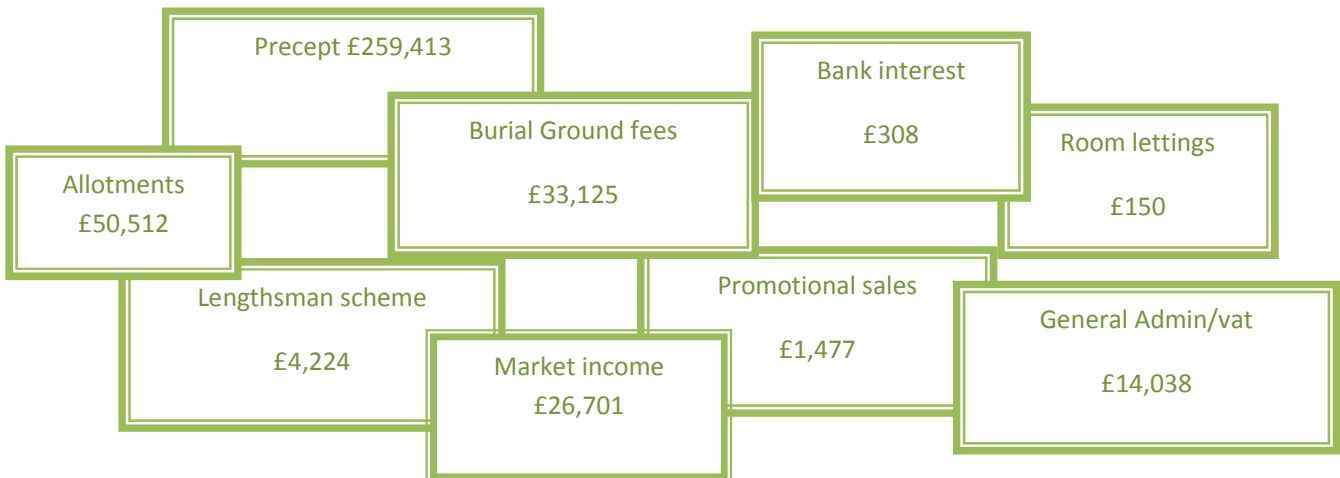 Precept £259,413
Bank interest
£308
Burial Ground fees
£33,125
Room lettings
£150
Allotments
£50,512
Lengthsman scheme
£4,224
Promotional sales
£1,477
General Admin/vat
£14,038
Market income
£26,701